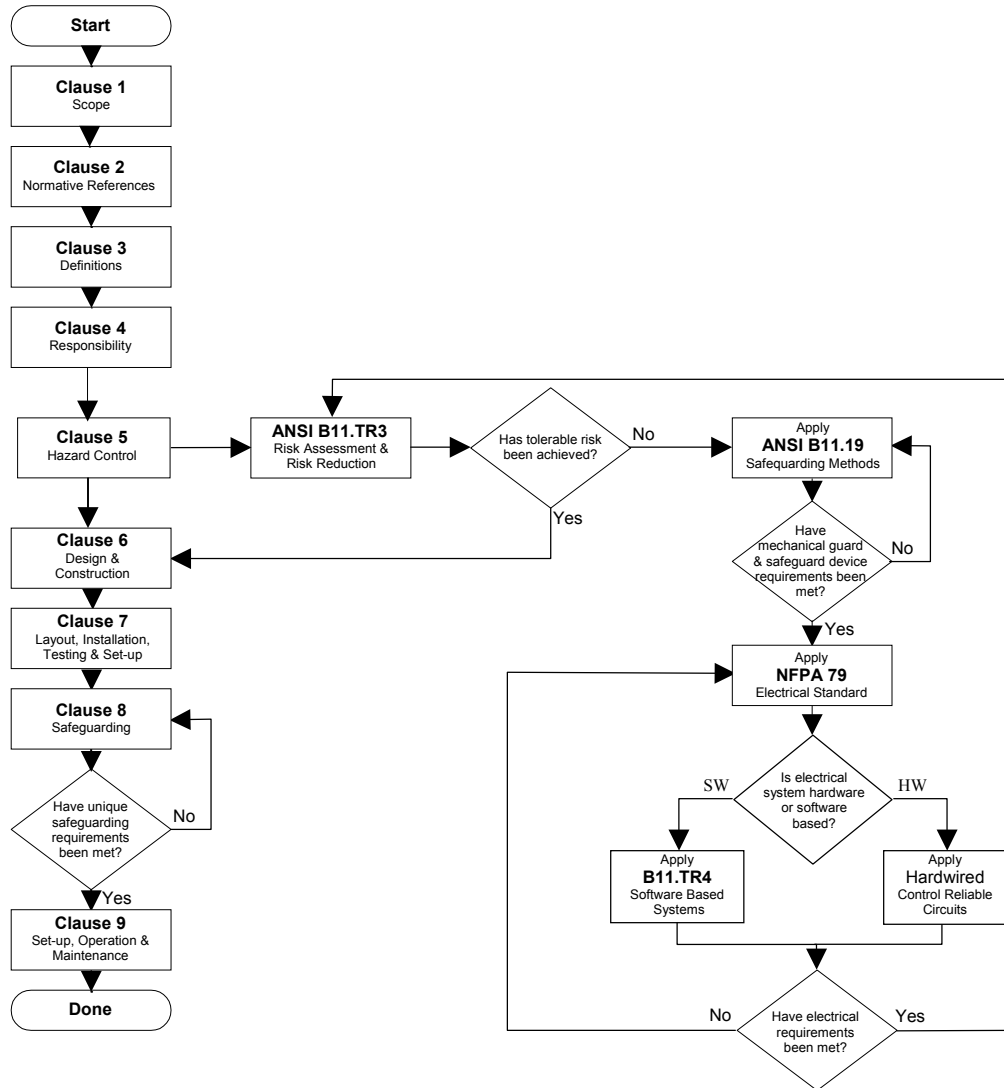 Start
Clause 1
Scope
Clause 2
Normative References
Clause 3
Definitions
Clause 4
Responsibility
Clause 5
Hazard Control
ANSI B11.TR3
Risk Assessment &
Risk Reduction
Has tolerable risk
been achieved?
No
Yes
Apply
ANSI B11.19
Safequarding Methods
Have
mechanical guard
& safeguard device
requirements been
met?
No
Yes
Clause 6
Design &
Construction
Clause 7
Layout, Installation,
Testing & Set-up
Clause 8
Safeguarding
Have unique
safeguarding
requirements
been met?
No
Yes
Clause 9
Set-up, Operation &
Maintenance
Done
Apply
NFPA 79
Electrical Standard
Is electrical
system hardware
or software
based?
SW
HW
Apply
B11.TR4
Software Based
Systems
Apply
Hardwired
Control Reliable
Circuits
Have electrical
requirements
been met?
No
Yes